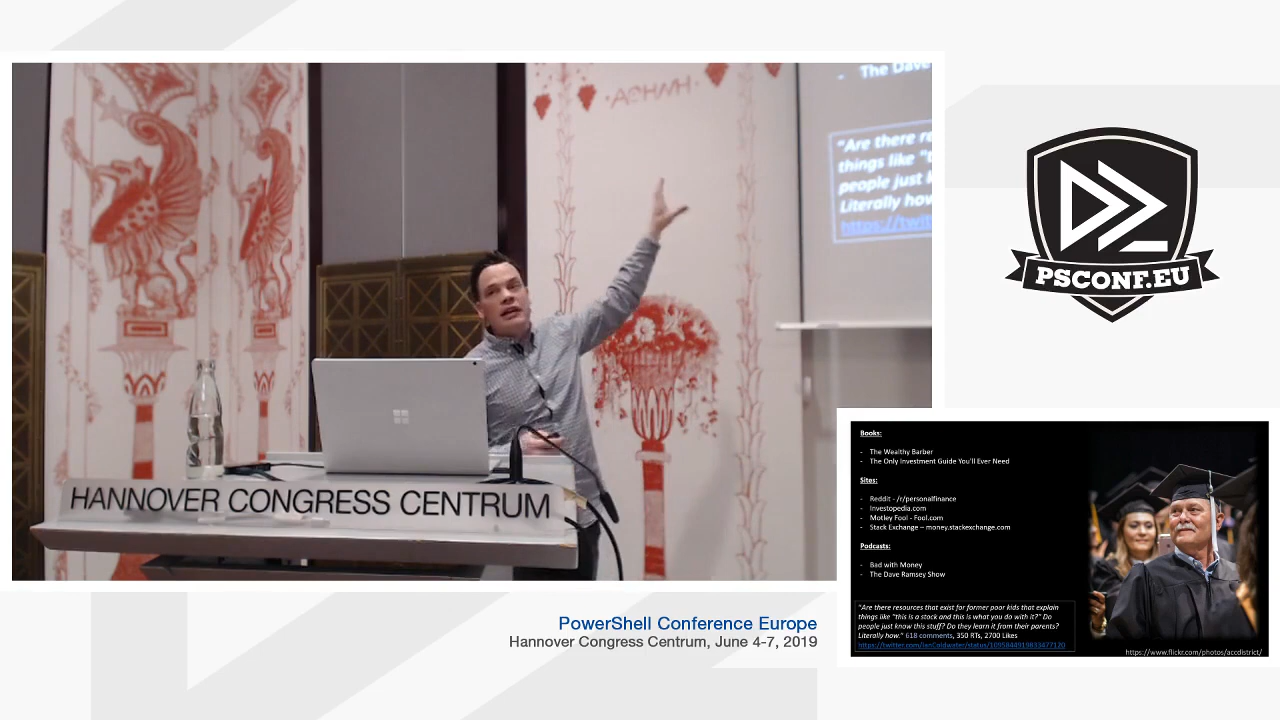 AƆHWH
- The Dave
"Are there re
things like "t
people just k
Literally how
https://twit
HANNOVER CONGRESS CENTRUM
PSCONF.EU
Books:
- The Wealthy Barber
- The Only Investment Guide You'll Ever Need
Sites:
- Reddit - /r/personalfinance
- Investopedia.com
- Motley Fool - Fool.com
- Stack Exchange – money.stackexchange.com
Podcasts:
- Bad with Money
- The Dave Ramsey Show
"Are there resources that exist for former poor kids that explain
things like "this is a stock and this is what you do with it?" Do
people just know this stuff? Do they learn it from their parents?
Literally how." 618 comments, 350 RTs, 2700 Likes
https://www.flickr.com/photos/accdistrict/
PowerShell Conference Europe
Hannover Congress Centrum, June 4-7, 2019